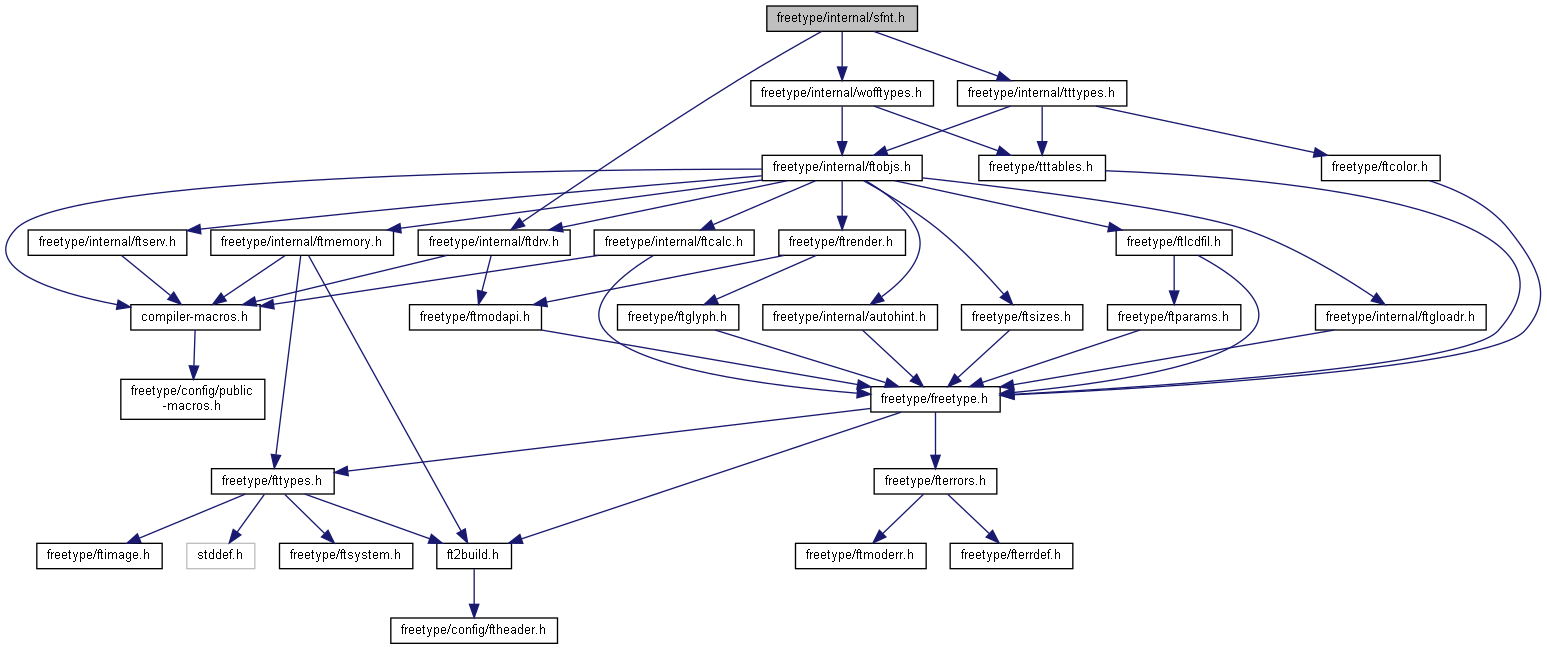 freetype/internal/sfnt.h
freetype/internal/wofftypes.h
freetype/internal/tttypes.h
freetype/internal/ftobjs.h
freetype/tttables.h
freetype/ftcolor.h
freetype/internal/ftserv.h
freetype/internal/ftmemory.h
freetype/internal/ftdrv.h
freetype/internal/ftcalc.h
freetype/ftrender.h
freetype/ftlcdfil.h
compiler-macros.h
freetype/ftmodapi.h
freetype/ftglyph.h
freetype/internal/autohint.h
freetype/ftsizes.h
freetype/ftparams.h
freetype/internal/ftgloadr.h
freetype/config/public
-macros.h
freetype/freetype.h
freetype/fttypes.h
freetype/fterrors.h
freetype/ftimage.h
stddef.h
freetype/ftsystem.h
ft2build.h
freetype/ftmoderr.h
freetype/fterrdef.h
freetype/config/ftheader.h